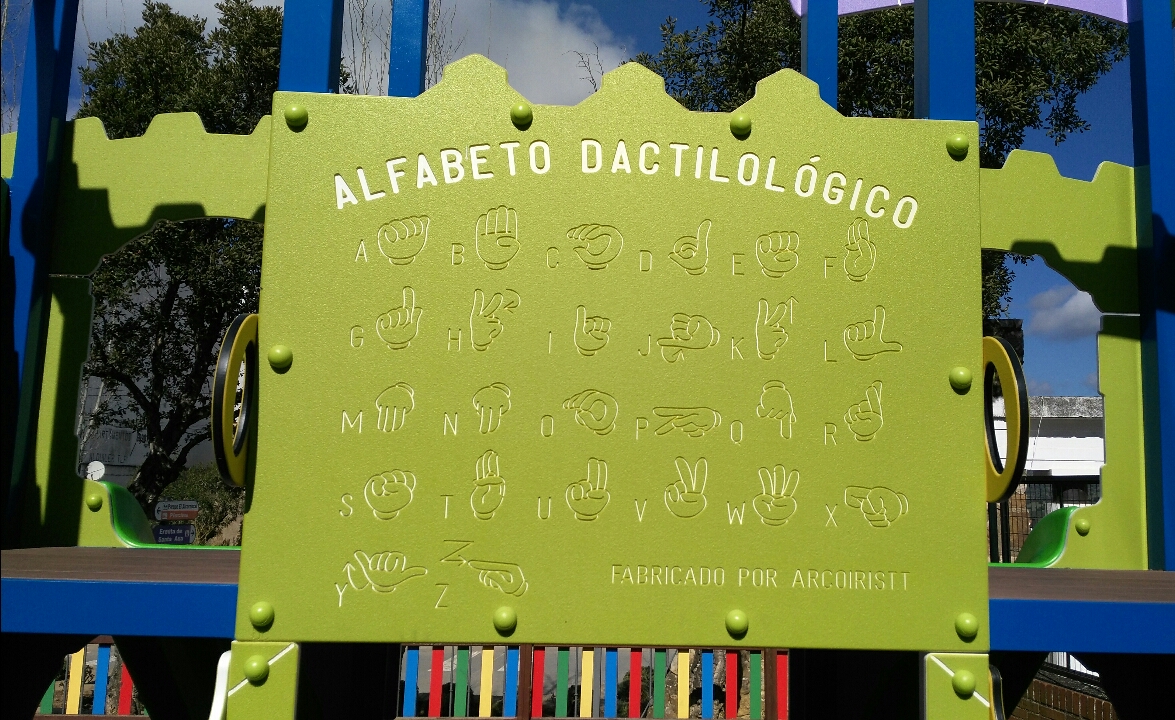 ALFABETO DACTILOLÓGICO
A B C D E F
G H I J K L
M N O P Q R
S T U V W X
Y Z
FABRICADO POR ARCOIRISTT